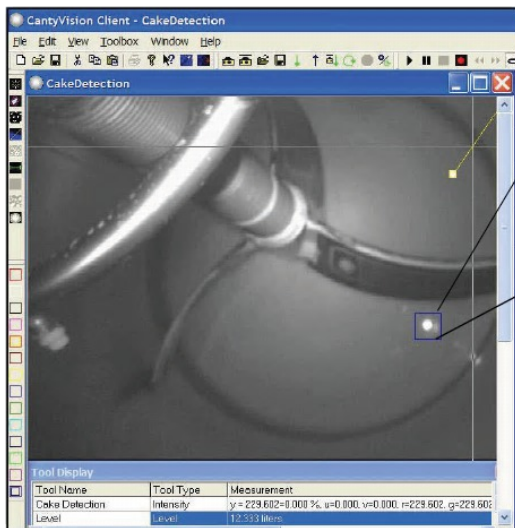 CantyVision Client - CakeDetection
File Edit View Toolbox Window Help
CakeDetection
Tool Display
Tool Name Tool Type Measurement
Cake Detection Intensity y = 229.602=0.000 %, u=0.000, v=0.000, r=229.602, g=229.602
Level Level 12.333 liters